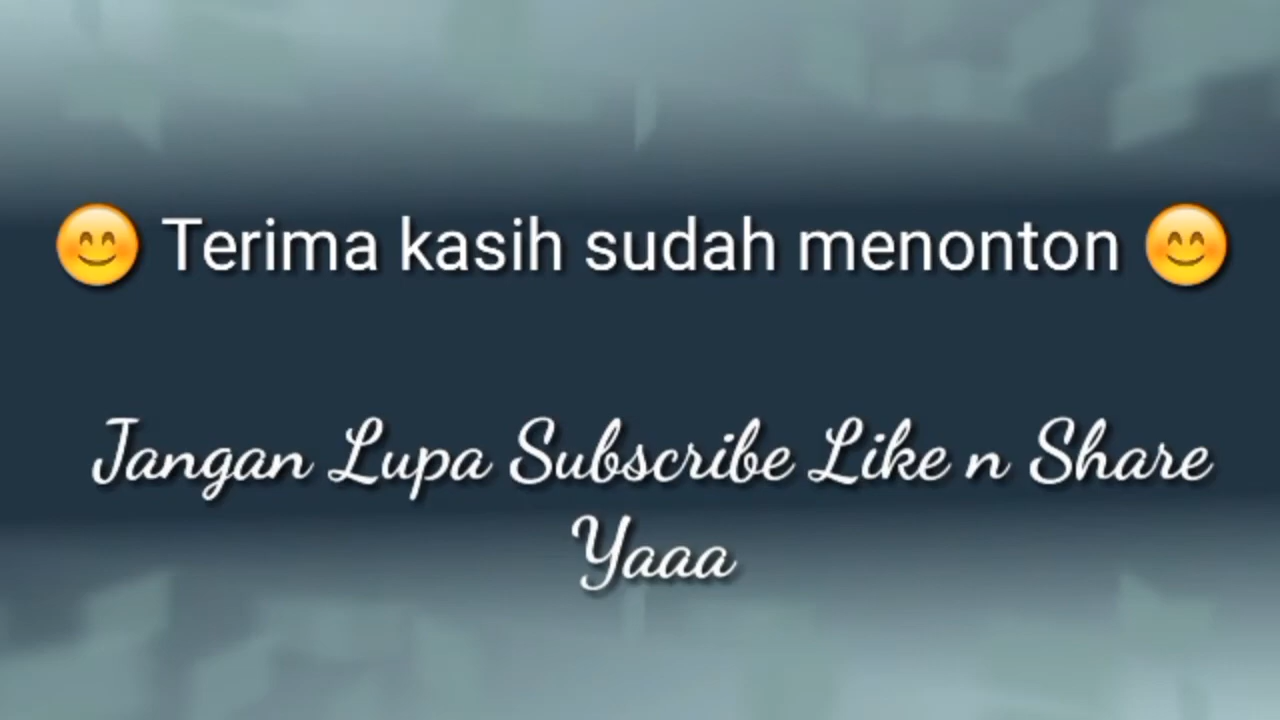 😊 Terima kasih sudah menonton 😊
Jangan Lupa Subscribe Like n Share
Yaaa